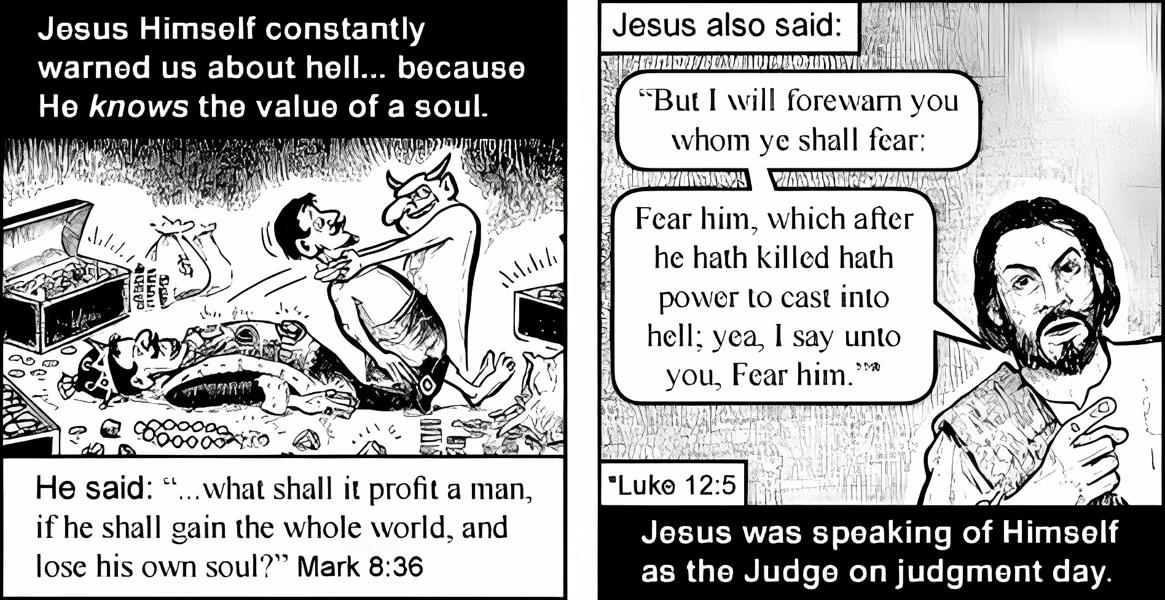 Jesus Himself constantly
warned us about hell... because
He knows the value of a soul.
He said: “...what shall it profit a man,
if he shall gain the whole world, and
lose his own soul?” Mark 8:36
Jesus also said:
“But I will forewarn you
whom ye shall fear:
Fear him, which after
he hath killed hath
power to cast into
hell; yea, I say unto
you, Fear him.”
*Luke 12:5
Jesus was speaking of Himself
as the Judge on judgment day.